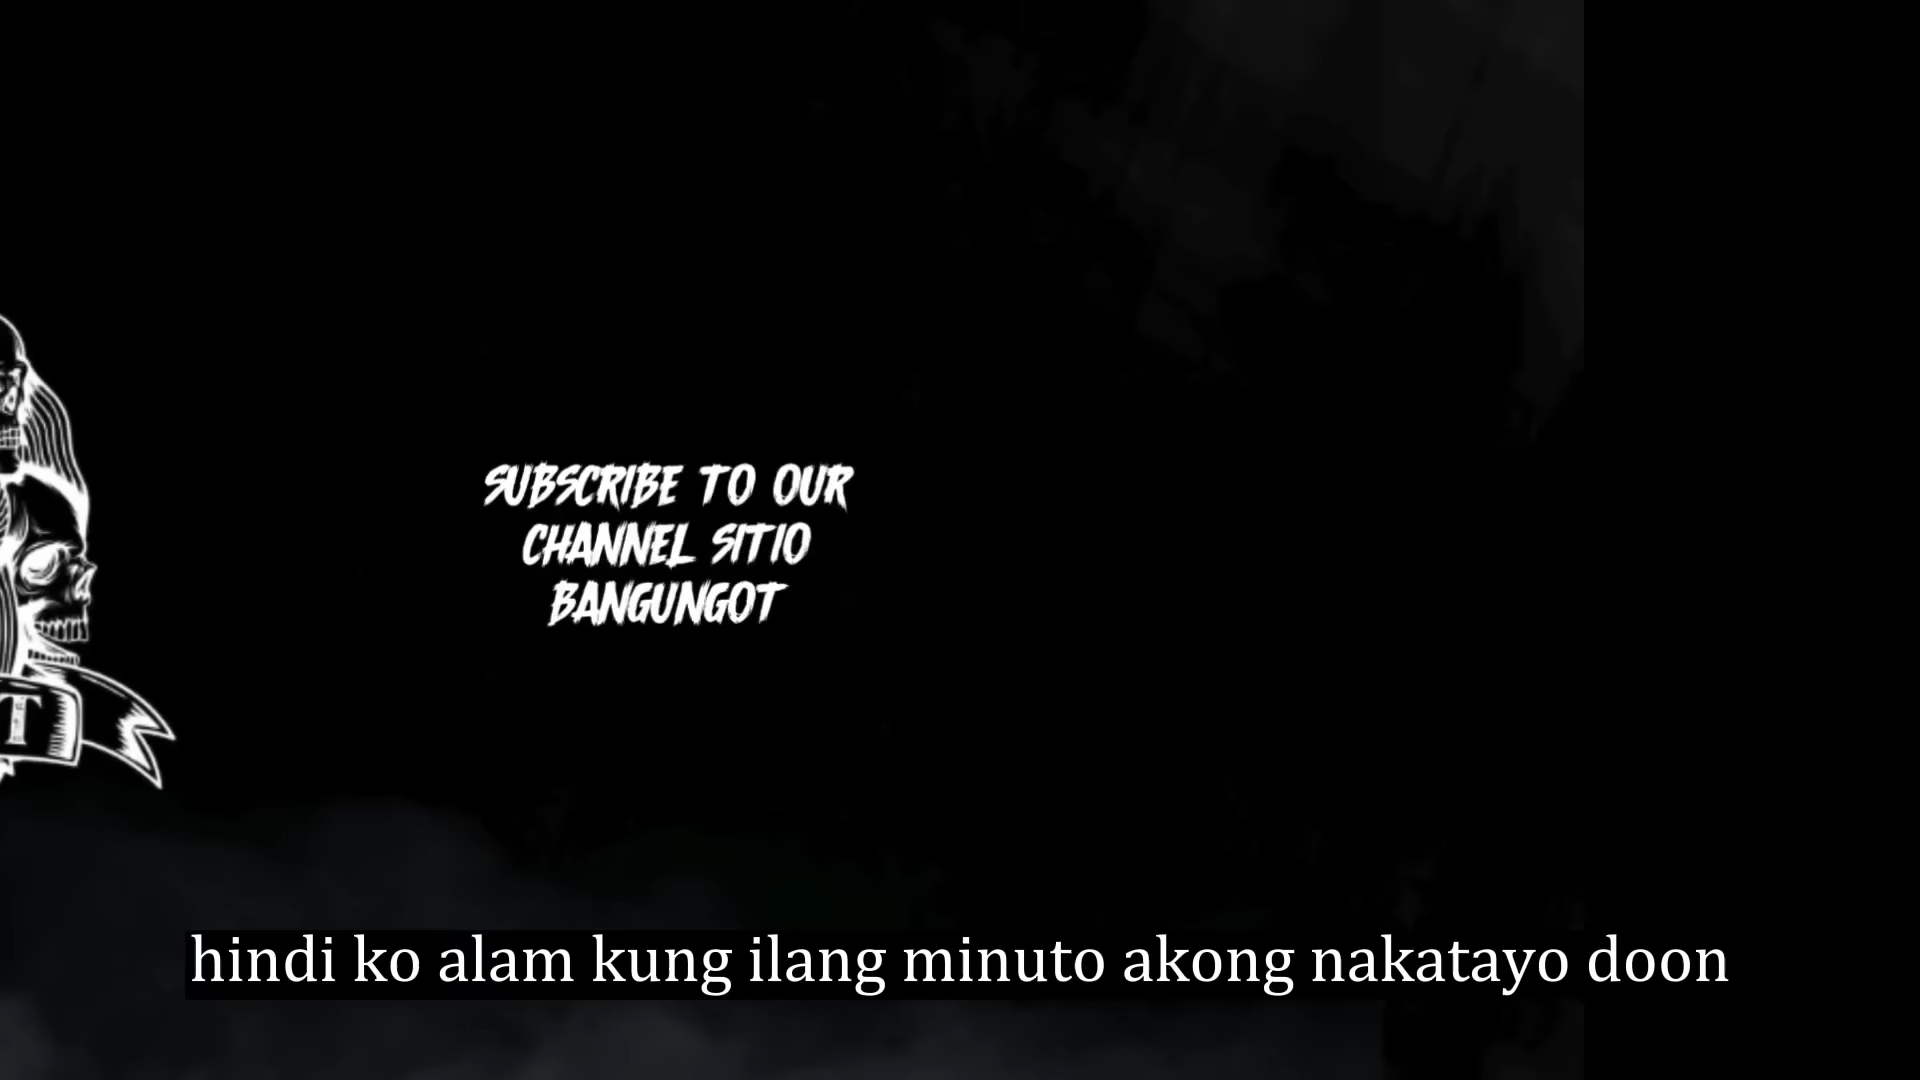 SUBSCRIBE TO OUR
CHANNEL SITIO
BANGUNGOT
T
hindi ko alam kung ilang minuto akong nakatayo doon